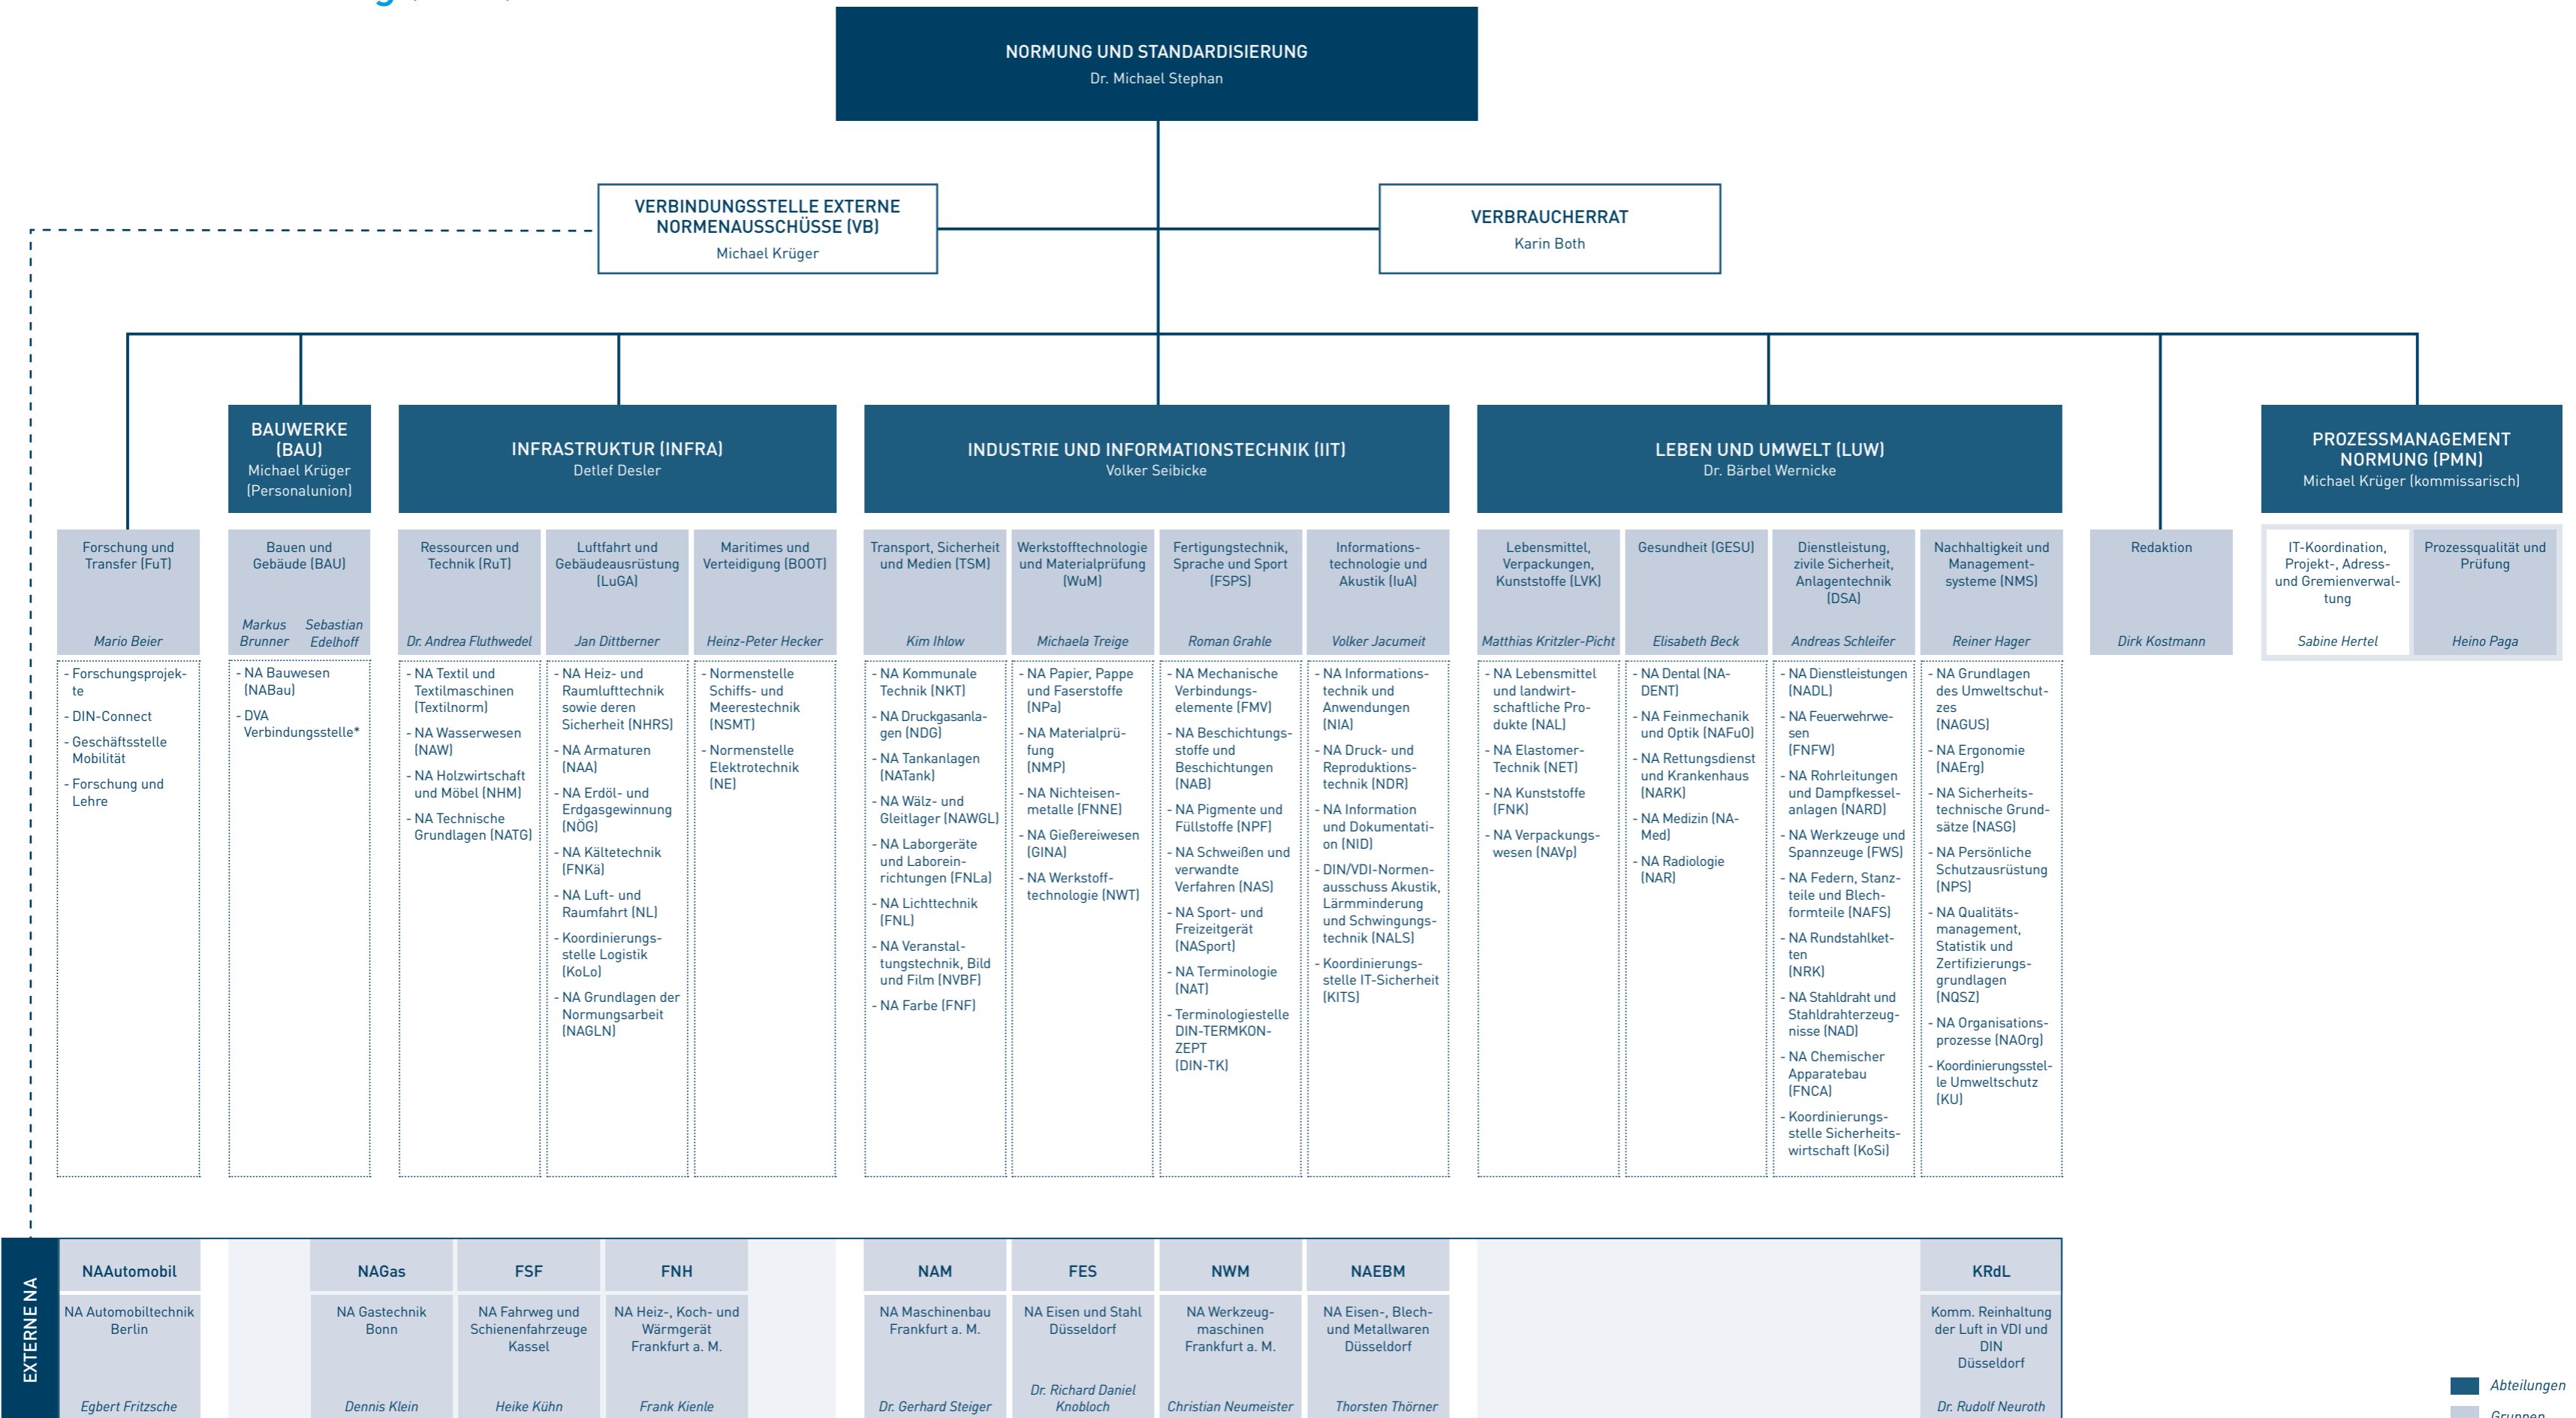 NORMUNG UND STANDARDISIERUNG
Dr. Michael Stephan
VERBINDUNGSSTELLE EXTERNE
NORMENAUSSCHÜSSE (VB)
Michael Krüger
VERBRAUCHERRAT
Karin Both
BAUWERKE
(BAU)
Michael Krüger
(Personalunion)
INFRASTRUKTUR (INFRA)
Detlef Desler
INDUSTRIE UND INFORMATIONSTECHNIK (IIT)
Volker Seibicke
LEBEN UND UMWELT (LUW)
Dr. Bärbel Wernicke
PROZESSMANAGEMENT
NORMUNG (PMN)
Michael Krüger (kommissarisch)
Forschung und
Transfer (FuT)
Mario Beier
- Forschungsprojek-
te
- DIN-Connect
- Geschäftsstelle
Mobilität
- Forschung und
Lehre
Bauen und
Gebäude (BAU)
Markus
Brunner
Sebastian
Edelhoff
- NA Bauwesen
(NABau)
- DVA
Verbindungsstelle*
Ressourcen und
Technik (RuT)
Dr. Andrea Fluthwedel
- NA Textil und
Textilmaschinen
(Textilnorm)
- NA Wasserwesen
(NAW)
- NA Holzwirtschaft
und Möbel (NHM)
- NA Technische
Grundlagen (NATG)
Luftfahrt und
Gebäudeausrüstung
(LuGA)
Jan Dittberner
- NA Heiz- und
Raumlufttechnik
sowie deren
Sicherheit (NHRS)
- NA Armaturen
(NAA)
- NA Erdöl- und
Erdgasgewinnung
(NÖG)
- NA Kältetechnik
(FNKä)
- NA Luft- und
Raumfahrt (NL)
- Koordinierungs-
stelle Logistik
(KoLo)
- NA Grundlagen der
Normungsarbeit
(NAGLN)
Maritimes und
Verteidigung (BOOT)
Heinz-Peter Hecker
- Normenstelle
Schiffs- und
Meerestechnik
(NSMT)
- Normenstelle
Elektrotechnik
(NE)
Transport, Sicherheit
und Medien (TSM)
Kim Ihlow
- NA Kommunale
Technik (NKT)
- NA Druckgasanla-
gen (NDG)
- NA Tankanlagen
(NATank)
- NA Wälz- und
Gleitlager (NAWGL)
- NA Laborgeräte
und Laborein-
richtungen (FNLa)
- NA Lichttechnik
(FNL)
- NA Veranstal-
tungstechnik, Bild
und Film (NVBF)
- NA Farbe (FNF)
Werkstofftechnologie
und Materialprüfung
(WuM)
Michaela Treige
- NA Papier, Pappe
und Faserstoffe
(NPa)
- NA Materialprü-
fung
(NMP)
- NA Nichteisen-
metalle (FNNE)
- NA Gießereiwesen
(GINA)
- NA Werkstoff-
technologie (NWT)
Fertigungstechnik,
Sprache und Sport
(FSPS)
Roman Grahle
- NA Mechanische
Verbindungs-
elemente (FMV)
- NA Beschichtungs-
stoffe und
Beschichtungen
(NAB)
- NA Pigmente und
Füllstoffe (NPF)
- NA Schweißen und
verwandte
Verfahren (NAS)
- NA Sport- und
Freizeitgerät
(NASport)
- NA Terminologie
(NAT)
- Terminologiestelle
DIN-TERMKON-
ZEPT
(DIN-TK)
Informations-
technologie und
Akustik (IuA)
Volker Jacumeit
- NA Informations-
technik und
Anwendungen
(NIA)
- NA Druck- und
Reproduktions-
technik (NDR)
- NA Information
und Dokumentati-
on (NID)
- DIN/VDI-Normen-
ausschuss Akustik,
Lärmminderung
und Schwingungs-
technik (NALS)
- Koordinierungs-
stelle IT-Sicherheit
(KITS)
Lebensmittel,
Verpackungen,
Kunststoffe (LVK)
Matthias Kritzler-Picht
- NA Lebensmittel
und landwirt-
schaftliche Pro-
dukte (NAL)
- NA Elastomer-
Technik (NET)
- NA Kunststoffe
(FNK)
- NA Verpackungs-
wesen (NAVp)
Gesundheit (GESU)
Elisabeth Beck
- NA Dental (NA-
DENT)
- NA Feinmechanik
und Optik (NAFuO)
- NA Rettungsdienst
und Krankenhaus
(NARK)
- NA Medizin (NA-
Med)
- NA Radiologie
(NAR)
Dienstleistung,
zivile Sicherheit,
Anlagentechnik
(DSA)
Andreas Schleifer
- NA Dienstleistungen
(NADL)
- NA Feuerwehrwe-
sen
(FNFW)
- NA Rohrleitungen
und Dampfkessel-
anlagen (NARD)
- NA Werkzeuge und
Spannzeuge (FWS)
- NA Federn, Stanz-
teile und Blech-
formteile (NAFS)
- NA Rundstahlket-
ten
(NRK)
- NA Stahldraht und
Stahldrahterzeug-
nisse (NAD)
- NA Chemischer
Apparatebau
(FNCA)
- Koordinierungs-
stelle Sicherheits-
wirtschaft (KoSi)
Nachhaltigkeit und
Management-
systeme (NMS)
Reiner Hager
- NA Grundlagen
des Umweltschut-
zes
(NAGUS)
- NA Ergonomie
(NAErg)
- NA Sicherheits-
technische Grund-
sätze (NASG)
- NA Persönliche
Schutzausrüstung
(NPS)
- NA Qualitäts-
management,
Statistik und
Zertifizierungs-
grundlagen
(NQSZ)
- NA Organisations-
prozesse (NAOrg)
- Koordinierungsstel-
le Umweltschutz
(KU)
Redaktion
Dirk Kostmann
IT-Koordination,
Projekt-, Adress-
und Gremienverwal-
tung
Sabine Hertel
Prozessqualität und
Prüfung
Heino Paga
EXTERNE NA
NAAutomobil
NA Automobiltechnik
Berlin
Egbert Fritzsche
NAGas
NA Gastechnik
Bonn
Dennis Klein
FSF
NA Fahrweg und
Schienenfahrzeuge
Kassel
Heike Kühn
FNH
NA Heiz-, Koch- und
Wärmgerät
Frankfurt a. M.
Frank Kienle
NAM
NA Maschinenbau
Frankfurt a. M.
Dr. Gerhard Steiger
FES
NA Eisen und Stahl
Düsseldorf
Dr. Richard Daniel
Knobloch
NWM
NA Werkzeug-
maschinen
Frankfurt a. M.
Christian Neumeister
NAEBM
NA Eisen-, Blech-
und Metallwaren
Düsseldorf
Thorsten Thörner
KRdL
Komm. Reinhaltung
der Luft in VDI und
DIN
Düsseldorf
Dr. Rudolf Neuroth
Abteilungen
Gruppen